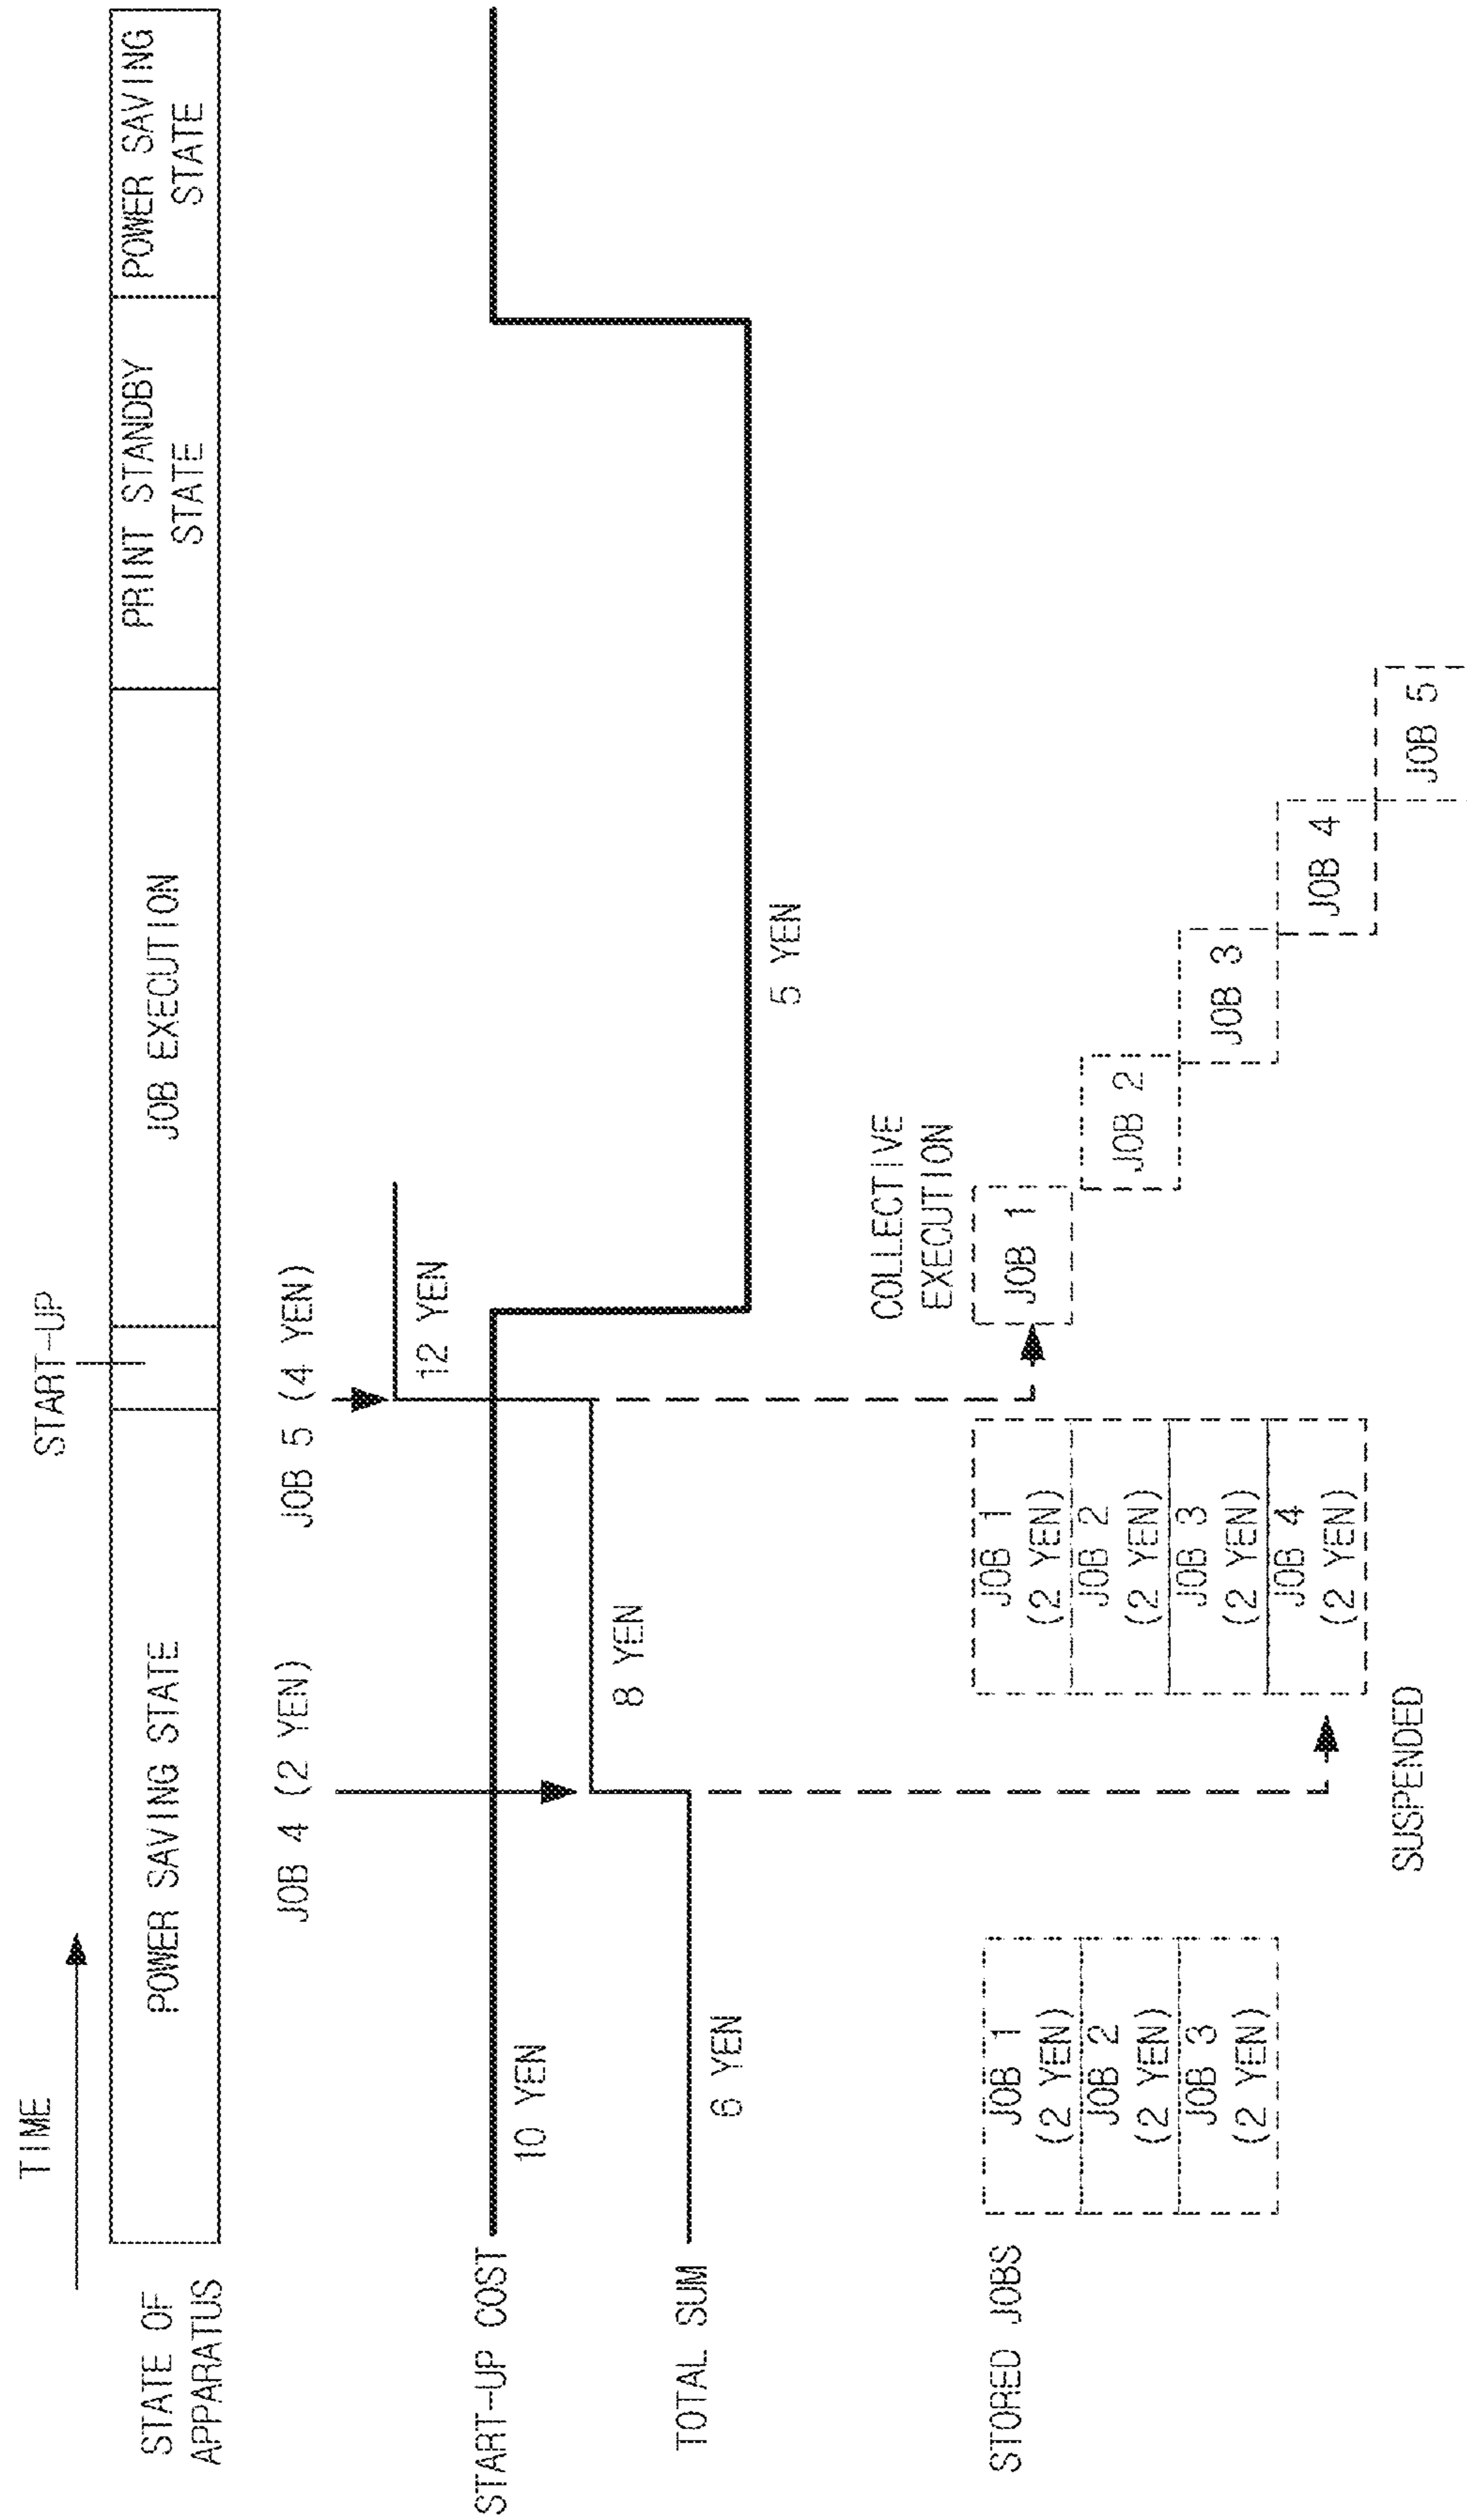 TIME
START-UP
STATE OF
APPARATUS
POWER SAVING STATE
JOB EXECUTION
PRINT STANDBY
STATE
POWER SAVING
STATE
JOB 4 (2 YEN)
JOB 5 (4 YEN)
START-UP COST
10 YEN
12 YEN
TOTAL SUM
6 YEN
8 YEN
5 YEN
COLLECTIVE
EXECUTION
STORED JOBS
JOB 1
(2 YEN)
JOB 2
(2 YEN)
JOB 3
(2 YEN)
JOB 1
(2 YEN)
JOB 2
(2 YEN)
JOB 3
(2 YEN)
JOB 4
(2 YEN)
SUSPENDED
JOB 1
JOB 2
JOB 3
JOB 4
JOB 5